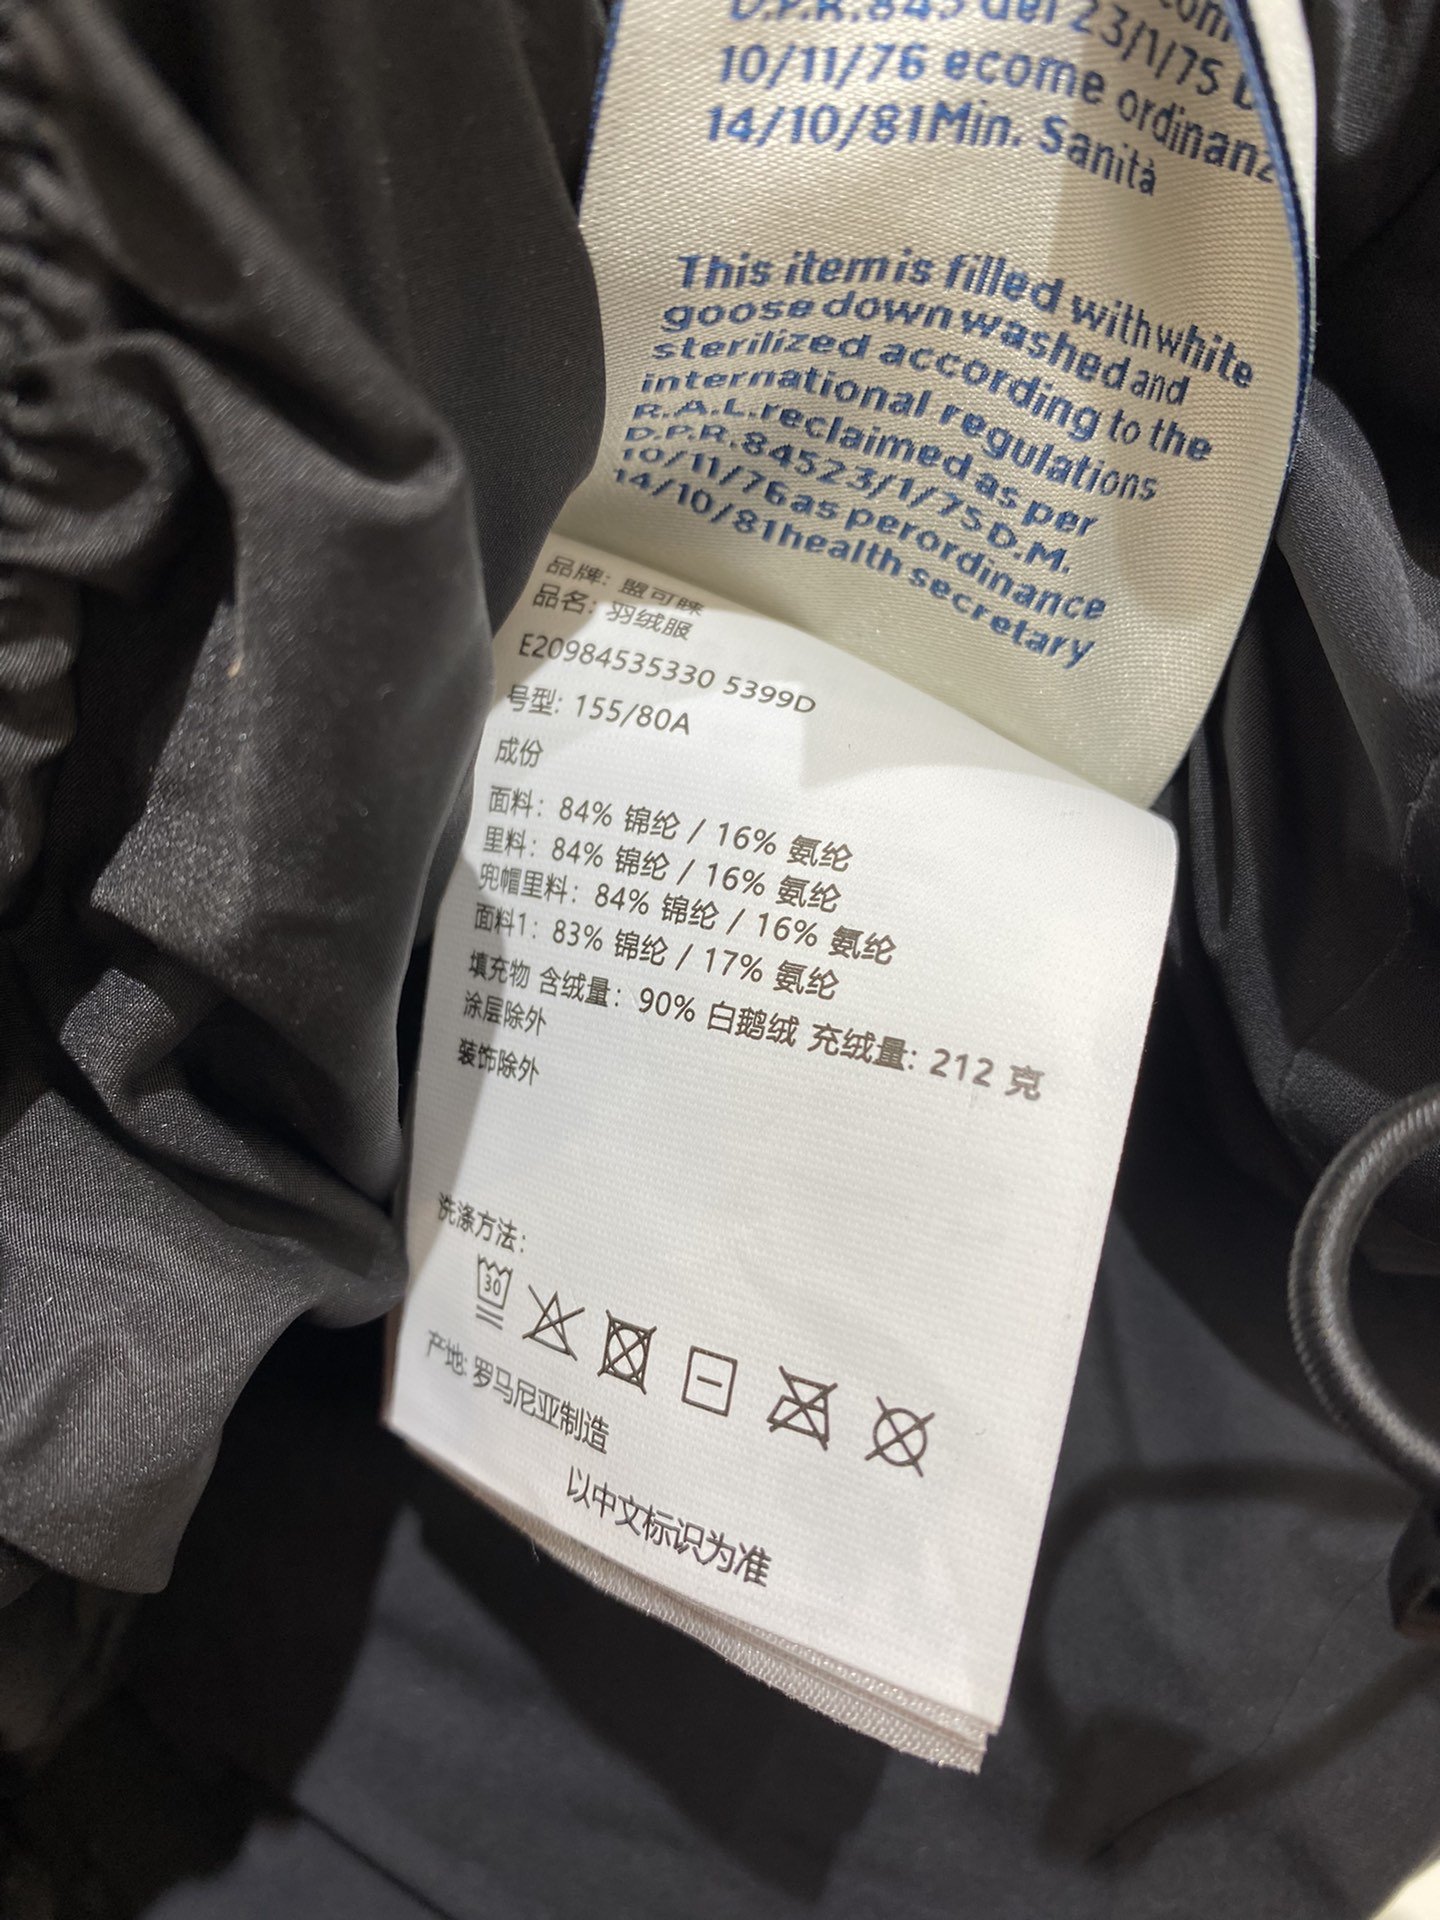 D.P.R.845 del 23/1/75 D
10/11/76 ecome ordinanz
14/10/81Min. Sanità
This item is filled with white
goose down washed and
sterilized according to the
international regulations
R.A.L.reclaimed as per
D.P.R.84523/1/75D.M.
10/11/76as perordinance
14/10/81health secretary
品牌: 盟可睐
品名: 羽绒服
E20984535330 5399D
号型: 155/80A
成份
面料: 84% 锦纶 / 16% 氨纶
里料: 84% 锦纶 / 16% 氨纶
兜帽里料: 84% 锦纶 / 16% 氨纶
面料1: 83% 锦纶 / 17% 氨纶
填充物 含绒量: 90% 白鹅绒 充绒量: 212 克
涂层除外
装饰除外
洗涤方法:
30
产地: 罗马尼亚制造
以中文标识为准